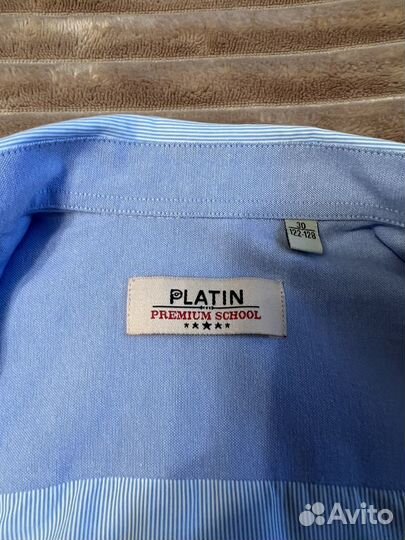 30
122-128
PLATIN
PREMIUM SCHOOL
Avito